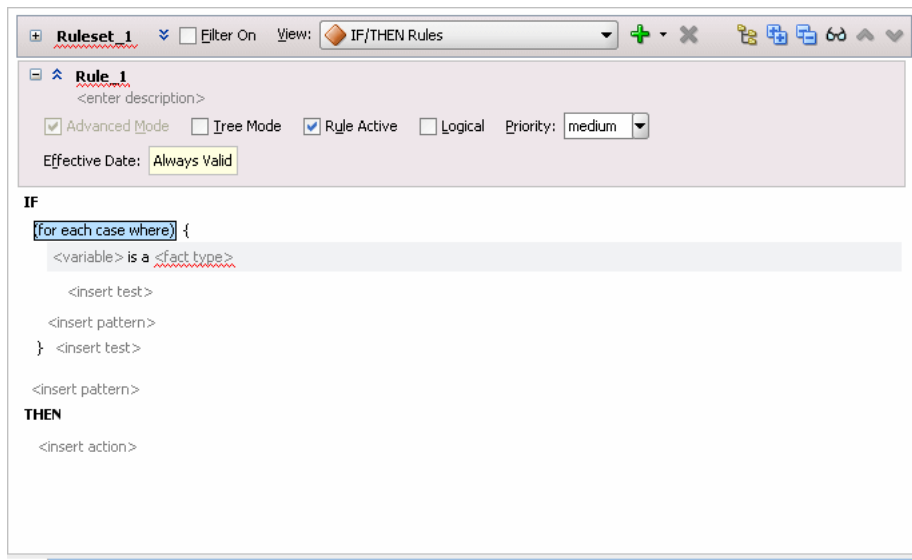 Ruleset_1 Filter On View: IF/THEN Rules
Rule_1
<enter description>
Advanced Mode Tree Mode Rule Active Logical Priority: medium
Effective Date: Always Valid
IF
(for each case where) {
<variable> is a <fact type>
<insert test>
<insert pattern>
} <insert test>
<insert pattern>
THEN
<insert action>